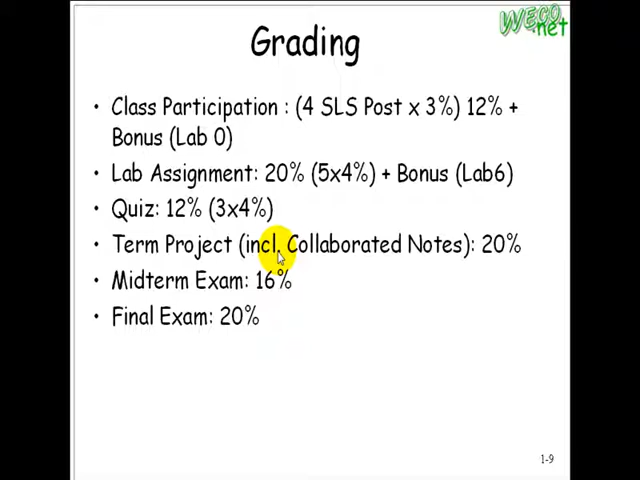 WECO
.net
Grading
• Class Participation : (4 SLS Post x 3%) 12% +
Bonus (Lab 0)
• Lab Assignment: 20% (5x4%) + Bonus (Lab6)
• Quiz: 12% (3x4%)
• Term Project (incl. Collaborated Notes): 20%
• Midterm Exam: 16%
• Final Exam: 20%
1-9